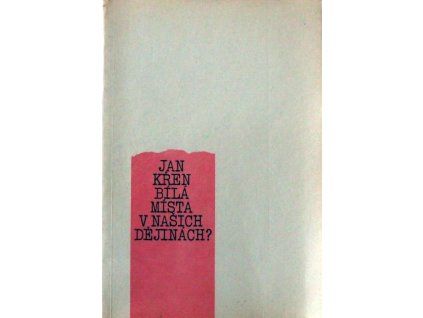 JAN
KŘEN
BÍLÁ
MÍSTA
V NAŠICH
DĚJINÁCH?